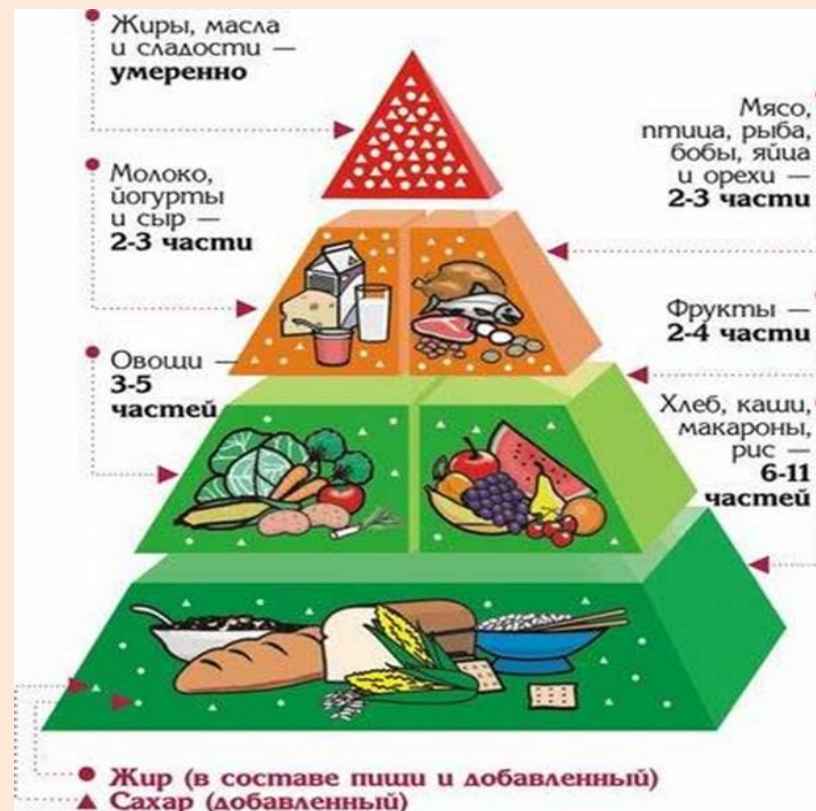 Жиры, масла
и сладости —
умеренно
Мясо,
птица, рыба,
бобы, яйца
и орехи —
2-3 части
Молоко,
йогурты
и сыр —
2-3 части
Фрукты —
2-4 части
Овощи —
3-5
частей
Хлеб, каши,
макароны,
рис —
6-11
частей
Жир (в составе пищи и добавленный)
Сахар (добавленный)